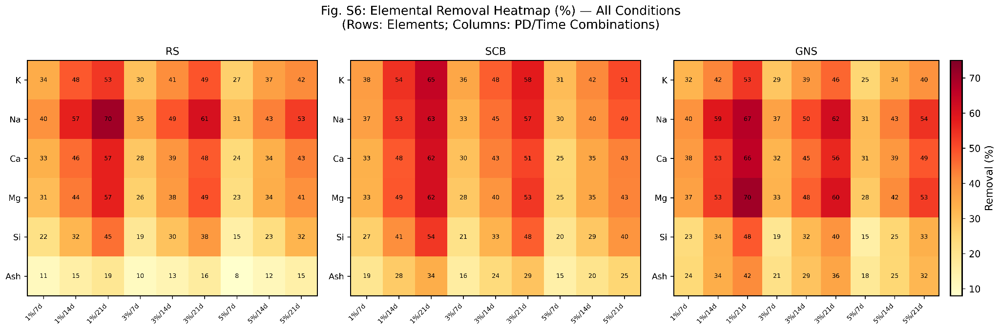 Fig. S6: Elemental Removal Heatmap (%) — All Conditions
(Rows: Elements; Columns: PD/Time Combinations)
RS
K 34 48 53 30 41 49 27 37 42
Na 40 57 70 35 49 61 31 43 53
Ca 33 46 57 28 39 48 24 34 43
Mg 31 44 57 26 38 49 23 34 41
Si 22 32 45 19 30 38 15 23 32
Ash 11 15 19 10 13 16 8 12 15
1%/7d 1%/14d 1%/21d 3%/7d 3%/14d 3%/21d 5%/7d 5%/14d 5%/21d
SCB
K 38 54 65 36 48 58 31 42 51
Na 37 53 63 33 45 57 30 40 49
Ca 33 48 62 30 43 51 25 35 43
Mg 33 49 62 28 40 53 25 35 43
Si 27 41 54 21 33 48 20 29 40
Ash 19 28 34 16 24 29 15 20 25
1%/7d 1%/14d 1%/21d 3%/7d 3%/14d 3%/21d 5%/7d 5%/14d 5%/21d
GNS
K 32 42 53 29 39 46 25 34 40
Na 40 59 67 37 50 62 31 43 54
Ca 38 53 66 32 45 56 31 39 49
Mg 37 53 70 33 48 60 28 42 53
Si 23 34 48 19 32 40 15 25 33
Ash 24 34 42 21 29 36 18 25 32
1%/7d 1%/14d 1%/21d 3%/7d 3%/14d 3%/21d 5%/7d 5%/14d 5%/21d
70
60
50
40
30
20
10
Removal (%)